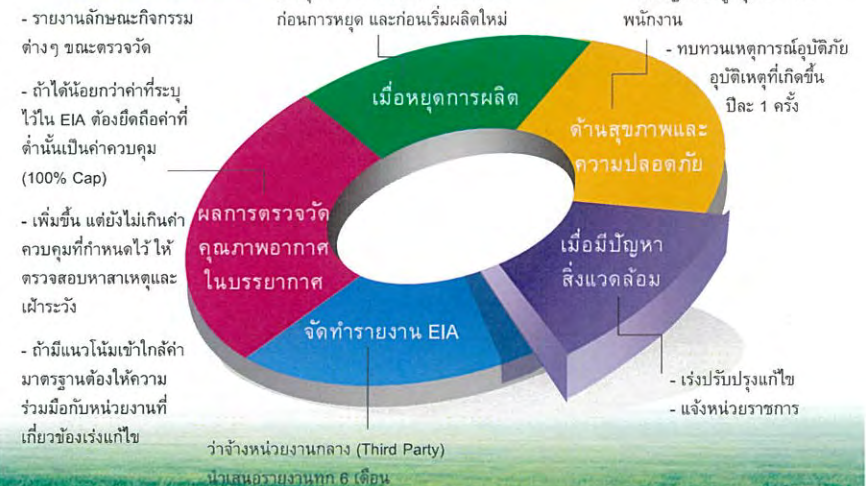 - รายงานลักษณะกิจกรรม
ต่างๆ ขณะตรวจวัด
- ถ้าได้น้อยกว่าค่าที่ระบุ
ไว้ใน EIA ต้องยึดถือค่าที่
ต่ำนั้นเป็นค่าควบคุม
(100% Cap)
- เพิ่มขึ้น แต่ยังไม่เกินค่า
ควบคุมที่กำหนดไว้ ให้
ตรวจสอบหาสาเหตุและ
เฝ้าระวัง
- ถ้ามีแนวโน้มเข้าใกล้ค่า
มาตรฐานต้องให้ความ
ร่วมมือกับหน่วยงานที่
เกี่ยวข้องเร่งแก้ไข
ก่อนการหยุด และก่อนเริ่มผลิตใหม่
เมื่อหยุดการผลิต
พนักงาน
- ทบทวนเหตุการณ์อุบัติภัย
อุบัติเหตุที่เกิดขึ้น
ปีละ 1 ครั้ง
ด้านสุขภาพและ
ความปลอดภัย
ผลการตรวจวัด
คุณภาพอากาศ
ในบรรยากาศ
เมื่อมีปัญหา
สิ่งแวดล้อม
จัดทำรายงาน EIA
- เร่งปรับปรุงแก้ไข
- แจ้งหน่วยราชการ
ว่าจ้างหน่วยงานกลาง (Third Party)
นำเสนอรายงานทุก 6 เดือน